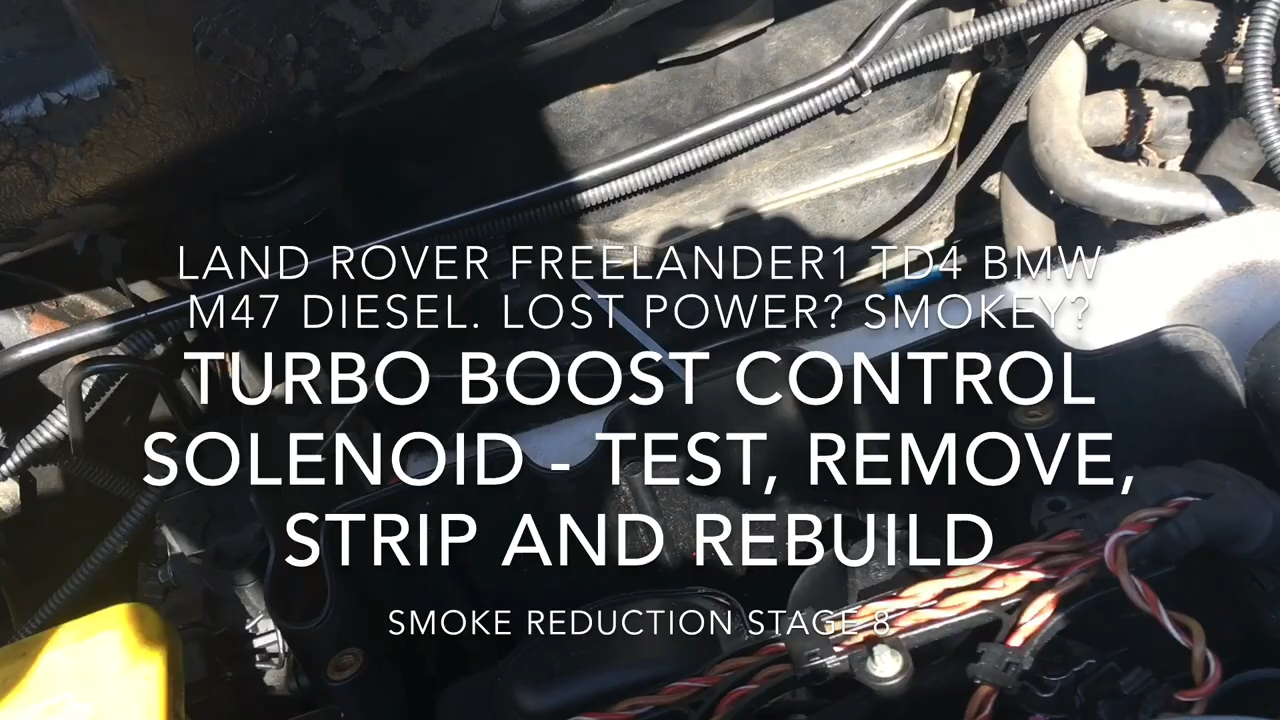 LAND ROVER FREELANDER1 TD4 BMW
M47 DIESEL. LOST POWER? SMOKEY?
TURBO BOOST CONTROL
SOLENOID - TEST, REMOVE,
STRIP AND REBUILD
SMOKE REDUCTION STAGE 8